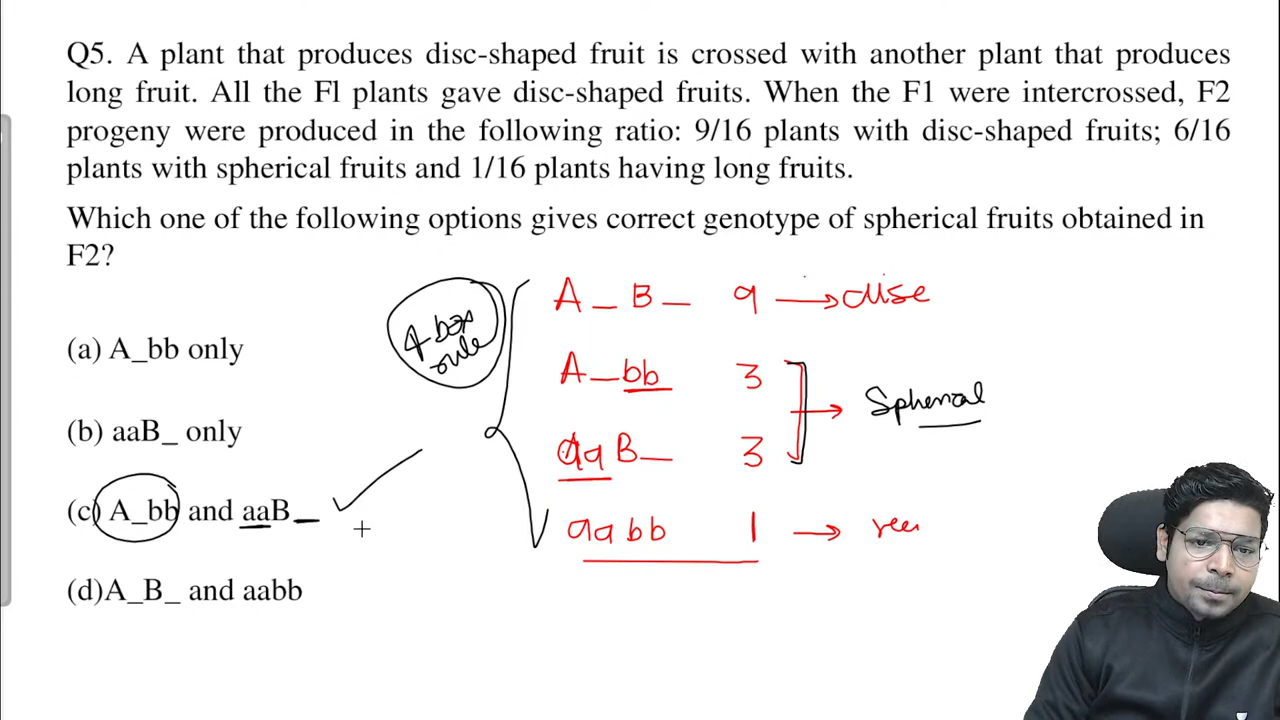 Q5. A plant that produces disc-shaped fruit is crossed with another plant that produces
long fruit. All the Fl plants gave disc-shaped fruits. When the F1 were intercrossed, F2
progeny were produced in the following ratio: 9/16 plants with disc-shaped fruits; 6/16
plants with spherical fruits and 1/16 plants having long fruits.
Which one of the following options gives correct genotype of spherical fruits obtained in
F2?
(a) A_bb only
(b) aaB_ only
(c) A_bb and aaB_
(d)A_B_ and aabb
4 box
rule
A_B_ 9 → disc
A_bb 3
aaB_ 3
→ Spherical
aabb 1 →